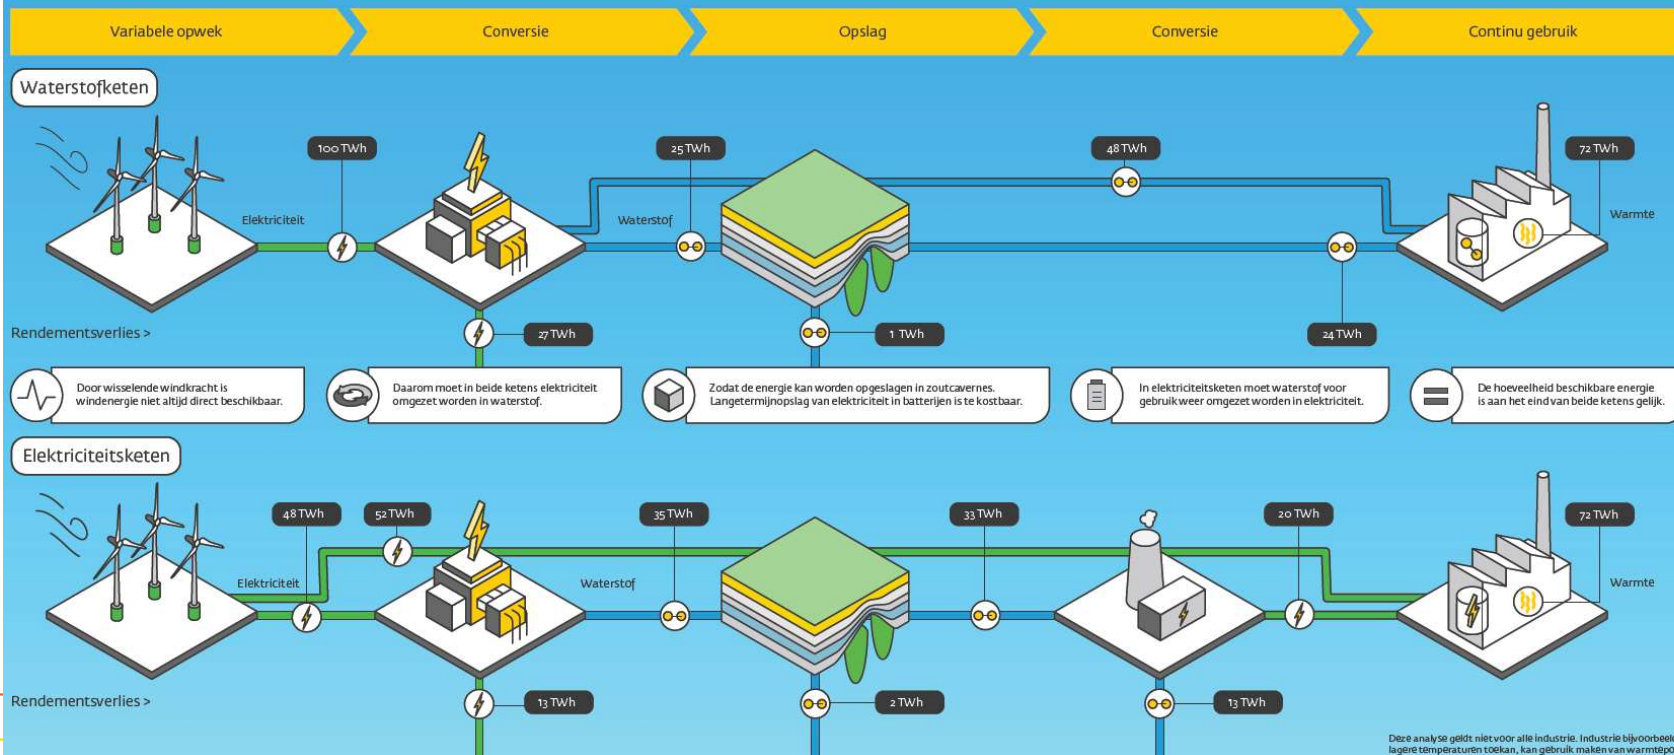 Variabele opwek
Conversie
Opslag
Conversie
Continu gebruik
Waterstofketen
100 TWh
25 TWh
48 TWh
72 TWh
Elektriciteit
Waterstof
Warmte
Rendementsverlies >
27 TWh
1 TWh
24 TWh
Door wisselende windkracht is
windenergie niet altijd direct beschikbaar.
Daarom moet in beide ketens elektriciteit
omgezet worden in waterstof.
Zodat de energie kan worden opgeslagen in zoutcavernes.
Langetermijnopslag van elektriciteit in batterijen is te kostbaar.
In elektriciteitsketen moet waterstof voor
gebruik weer omgezet worden in elektriciteit.
De hoeveelheid beschikbare energie
is aan het eind van beide ketens gelijk.
Elektriciteitsketen
48 TWh
52 TWh
35 TWh
33 TWh
20 TWh
72 TWh
Elektriciteit
Waterstof
Warmte
Rendementsverlies >
13 TWh
2 TWh
13 TWh
Deze analyse geldt niet voor alle industrie. Industrie
lagere temperaturen toekan, kan gebruik maken van